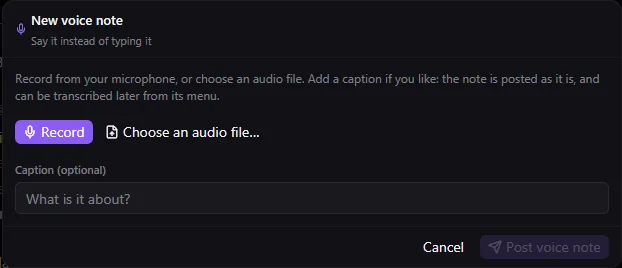 New voice note
Say it instead of typing it
Record from your microphone, or choose an audio file. Add a caption if you like: the note is posted as it is, and
can be transcribed later from its menu.
Record
Choose an audio file...
Caption (optional)
What is it about?
Cancel
Post voice note